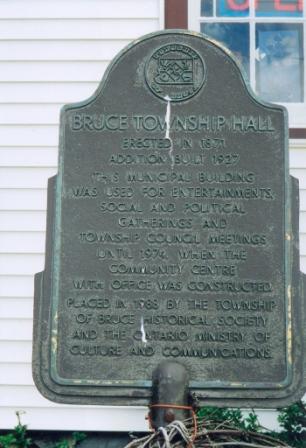 OPEN
BRUCE TOWNSHIP HALL
ERECTED IN 1871
ADDITION BUILT 1927
THIS MUNICIPAL BUILDING
WAS USED FOR ENTERTAINMENTS,
SOCIAL AND POLITICAL
GATHERINGS AND
TOWNSHIP COUNCIL MEETINGS
UNTIL 1974, WHEN THE
COMMUNITY CENTRE
WITH OFFICE WAS CONSTRUCTED.
PLACED IN 1988 BY THE TOWNSHIP
OF BRUCE HISTORICAL SOCIETY
AND THE ONTARIO MINISTRY OF
CULTURE AND COMMUNICATIONS.